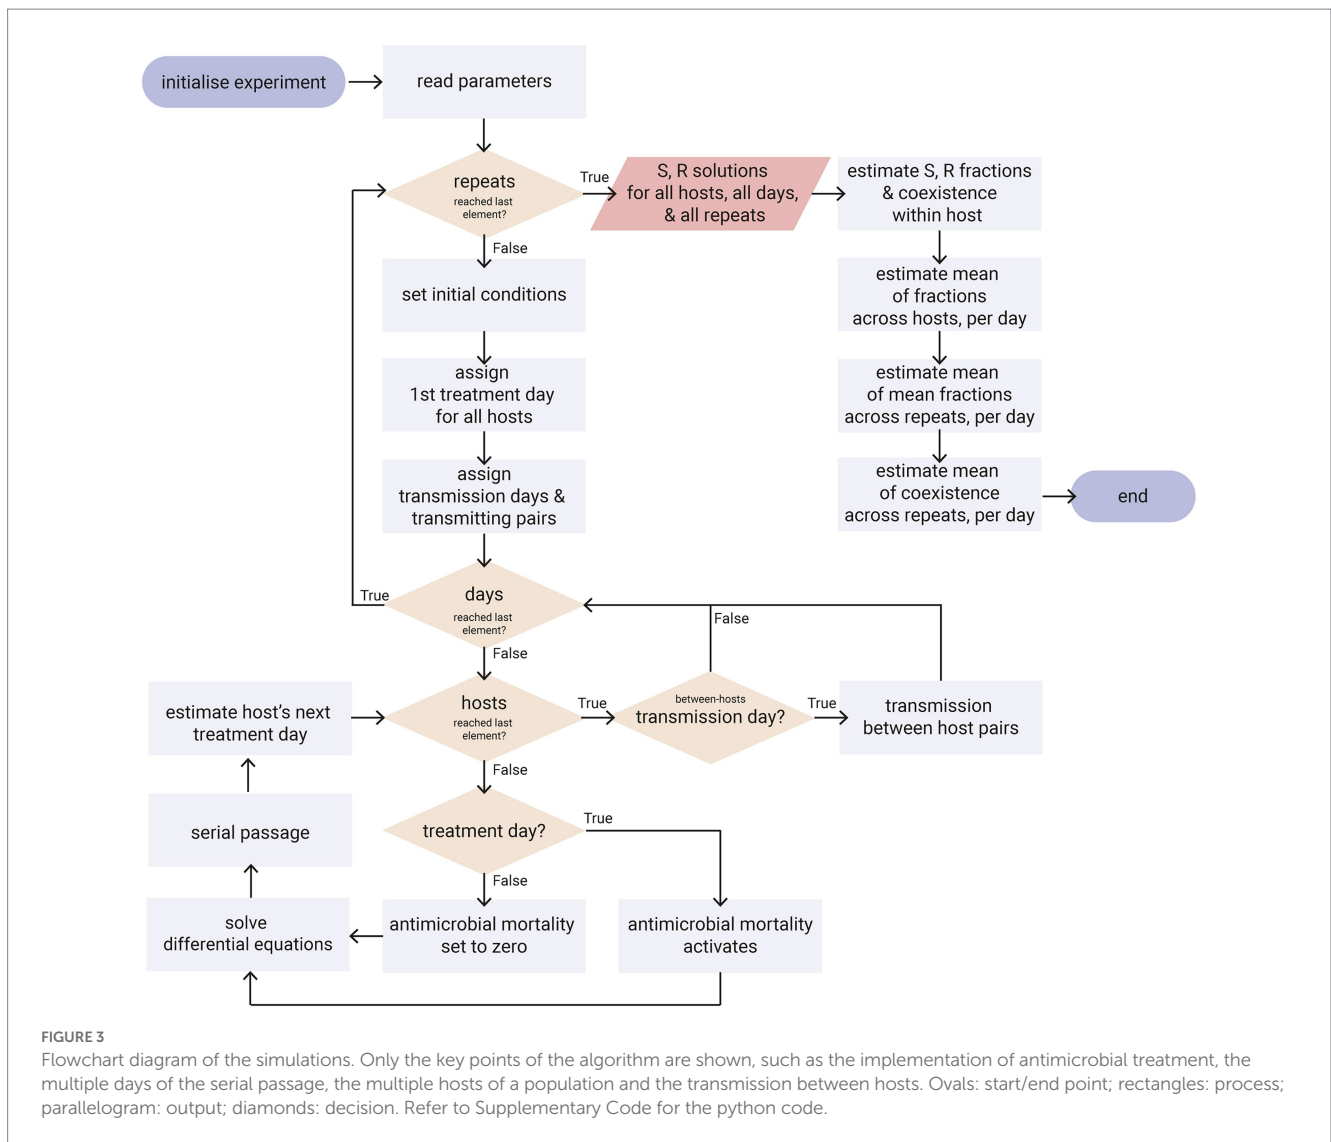 initialise experiment
read parameters
repeats
reached last
element?
True
False
S, R solutions
for all hosts, all days,
& all repeats
estimate S, R fractions
& coexistence
within host
estimate mean
of fractions
across hosts, per day
estimate mean
of mean fractions
across repeats, per day
estimate mean
of coexistence
across repeats, per day
end
set initial conditions
assign
1st treatment day
for all hosts
assign
transmission days &
transmitting pairs
days
reached last
element?
True
False
hosts
reached last
element?
True
False
between-hosts
transmission day?
False
True
transmission
between host pairs
estimate host's next
treatment day
serial passage
treatment day?
True
False
solve
differential equations
antimicrobial mortality
set to zero
antimicrobial mortality
activates
FIGURE 3
Flowchart diagram of the simulations. Only the key points of the algorithm are shown, such as the implementation of antimicrobial treatment, the
multiple days of the serial passage, the multiple hosts of a population and the transmission between hosts. Ovals: start/end point; rectangles: process;
parallelogram: output; diamonds: decision. Refer to Supplementary Code for the python code.